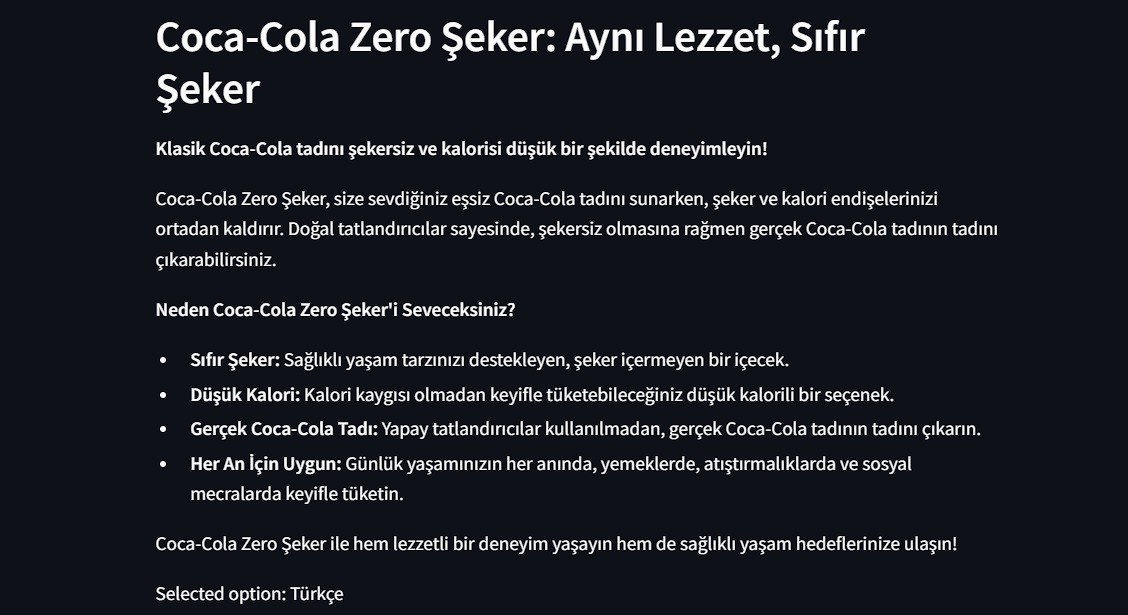 Coca-Cola Zero Şeker: Aynı Lezzet, Sıfır
Şeker
Klasik Coca-Cola tadını şekersiz ve kalorisi düşük bir şekilde deneyimleyin!
Coca-Cola Zero Şeker, size sevdiğiniz eşsiz Coca-Cola tadını sunarken, şeker ve kalori endişelerinizi
ortadan kaldırır. Doğal tatlandırıcılar sayesinde, şekersiz olmasına rağmen gerçek Coca-Cola tadının tadını
çıkarabilirsiniz.
Neden Coca-Cola Zero Şeker'i Seveceksiniz?
• Sıfır Şeker: Sağlıklı yaşam tarzınızı destekleyen, şeker içermeyen bir içecek.
• Düşük Kalori: Kalori kaygısı olmadan keyifle tüketebileceğiniz düşük kalorili bir seçenek.
• Gerçek Coca-Cola Tadı: Yapay tatlandırıcılar kullanılmadan, gerçek Coca-Cola tadının tadını çıkarın.
• Her An İçin Uygun: Günlük yaşamınızın her anında, yemeklerde, atıştırmalıklarda ve sosyal
mecralarda keyifle tüketin.
Coca-Cola Zero Şeker ile hem lezzetli bir deneyim yaşayın hem de sağlıklı yaşam hedeflerinize ulaşın!
Selected option: Türkçe